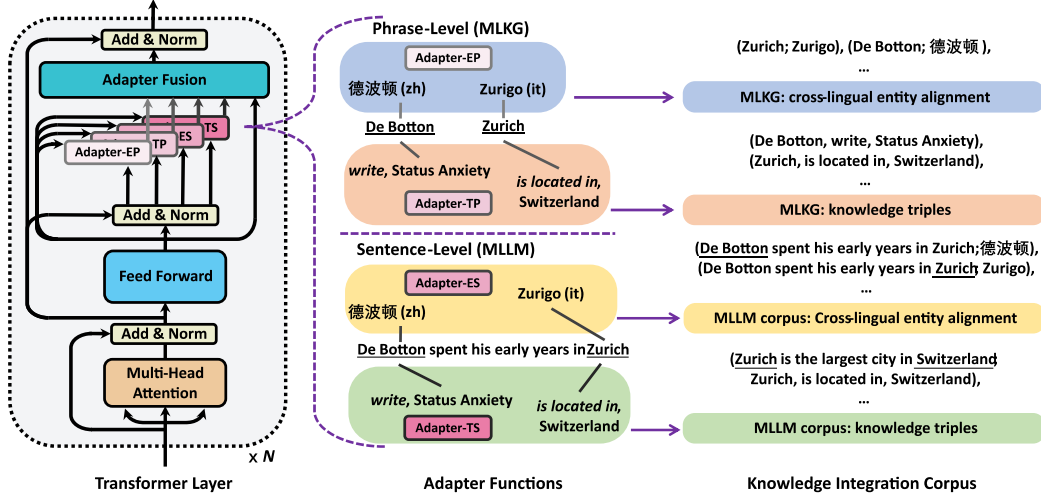 Add & Norm
Adapter Fusion
TS
ES
TP
Adapter-EP
Add & Norm
Feed Forward
Add & Norm
Multi-Head
Attention
x N
Transformer Layer
Phrase-Level (MLKG)
Adapter-EP
德波顿 (zh)
Zurigo (it)
De Botton
Zurich
write, Status Anxiety
is located in,
Switzerland
Adapter-TP
Sentence-Level (MLLM)
Adapter-ES
Zurigo (it)
德波顿 (zh)
De Botton spent his early years in Zurich
write, Status Anxiety
is located in,
Switzerland
Adapter-TS
Adapter Functions
(Zurich; Zurigo), (De Botton; 德波顿 ),
...
MLKG: cross-lingual entity alignment
(De Botton, write, Status Anxiety),
(Zurich, is located in, Switzerland),
...
MLKG: knowledge triples
(De Botton spent his early years in Zurich;德波顿),
(De Botton spent his early years in Zurich; Zurigo),
...
MLLM corpus: Cross-lingual entity alignment
(Zurich is the largest city in Switzerland;
Zurich, is located in, Switzerland),
...
MLLM corpus: knowledge triples
Knowledge Integration Corpus